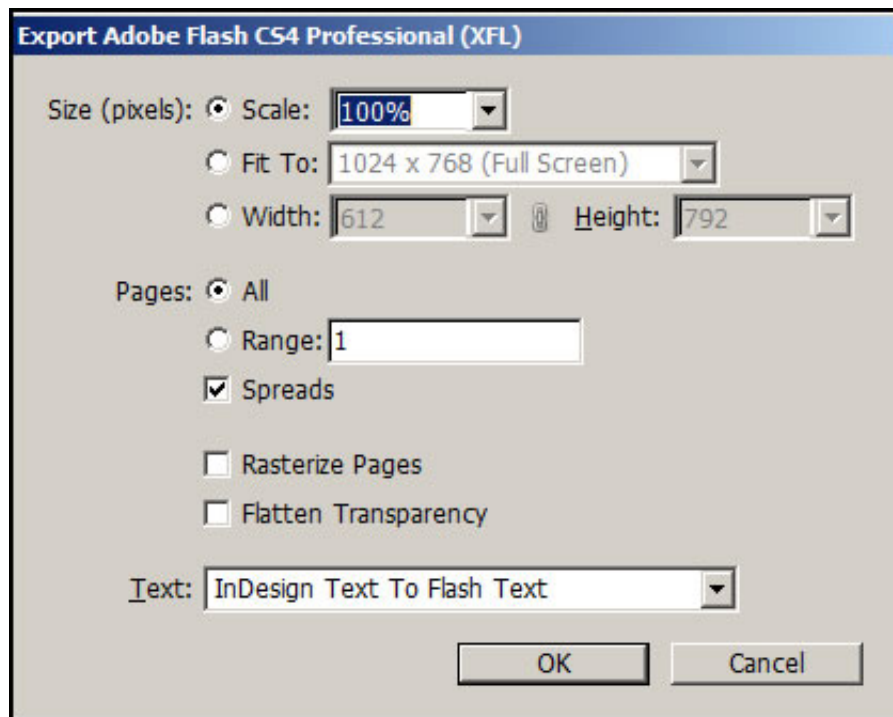 Export Adobe Flash CS4 Professional (XFL)
Size (pixels): Scale: 100%
Fit To: 1024 x 768 (Full Screen)
Width: 612 Height: 792
Pages: All
Range: 1
Spreads
Rasterize Pages
Flatten Transparency
Text: InDesign Text To Flash Text
OK Cancel